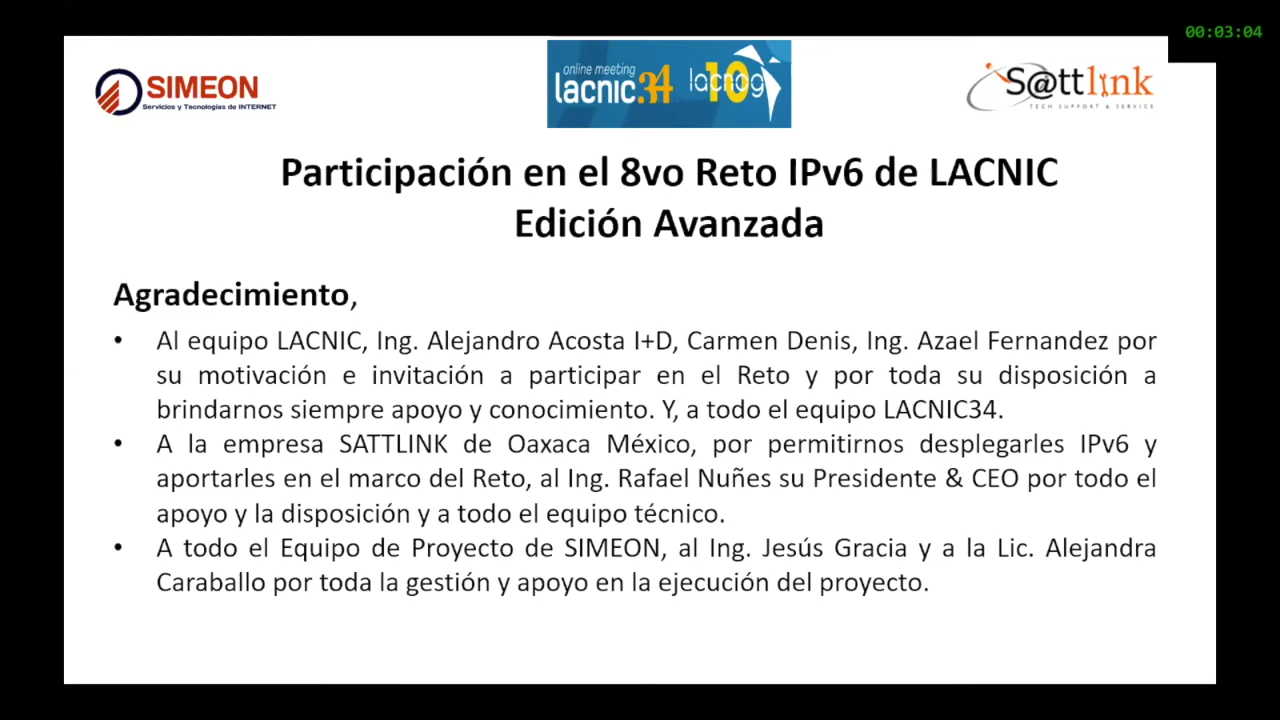 00:03:04
SIMEON
Servicios y Tecnologías de INTERNET
online meeting
lacnic.34
lacnog
10
S@ttlink
TECH SUPPORT & SERVICE
Participación en el 8vo Reto IPv6 de LACNIC
Edición Avanzada
Agradecimiento,
• Al equipo LACNIC, Ing. Alejandro Acosta I+D, Carmen Denis, Ing. Azael Fernandez por
su motivación e invitación a participar en el Reto y por toda su disposición a
brindarnos siempre apoyo y conocimiento. Y, a todo el equipo LACNIC34.
• A la empresa SATTLINK de Oaxaca México, por permitirnos desplegarles IPv6 y
aportarles en el marco del Reto, al Ing. Rafael Nuñes su Presidente & CEO por todo el
apoyo y la disposición y a todo el equipo técnico.
• A todo el Equipo de Proyecto de SIMEON, al Ing. Jesús Gracia y a la Lic. Alejandra
Caraballo por toda la gestión y apoyo en la ejecución del proyecto.